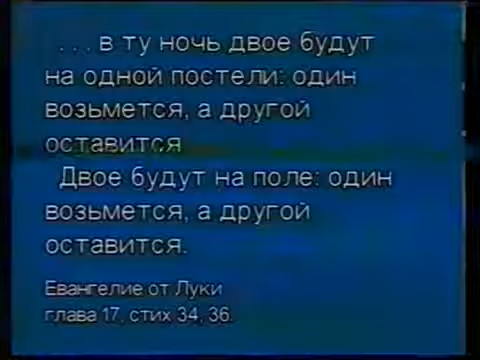 ...в ту ночь двое будут
на одной постели: один
возьмется, а другой
оставится
Двое будут на поле: один
возьмется, а другой
оставится.
Евангелие от Луки
глава 17, стих 34, 36.